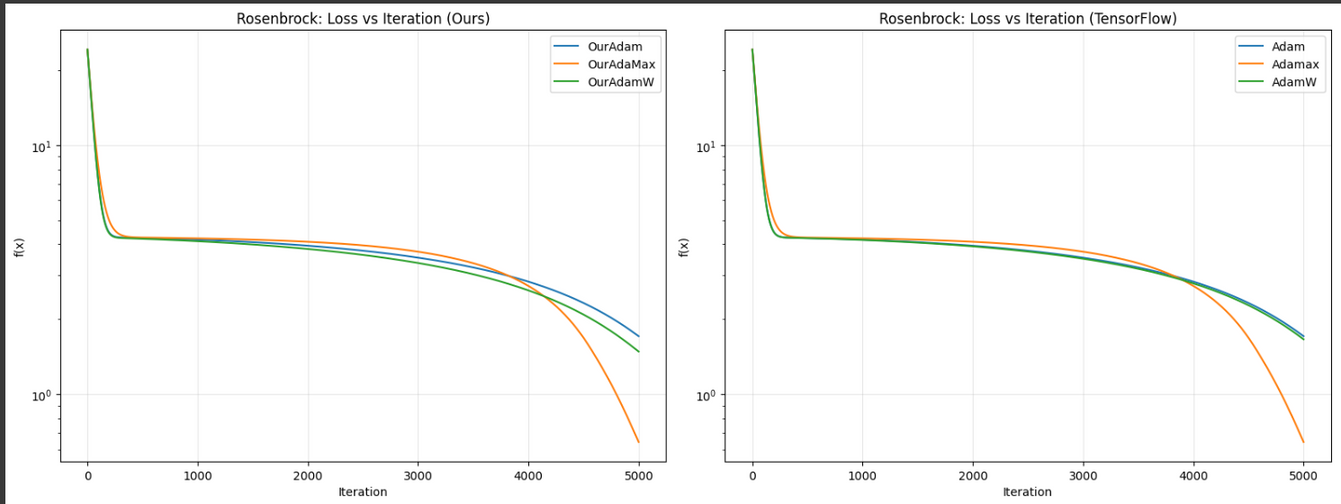 Rosenbrock: Loss vs Iteration (Ours)
OurAdam
OurAdaMax
OurAdamW
10¹
10⁰
f(x)
0 1000 2000 3000 4000 5000
Iteration
Rosenbrock: Loss vs Iteration (TensorFlow)
Adam
Adamax
AdamW
10¹
10⁰
f(x)
0 1000 2000 3000 4000 5000
Iteration